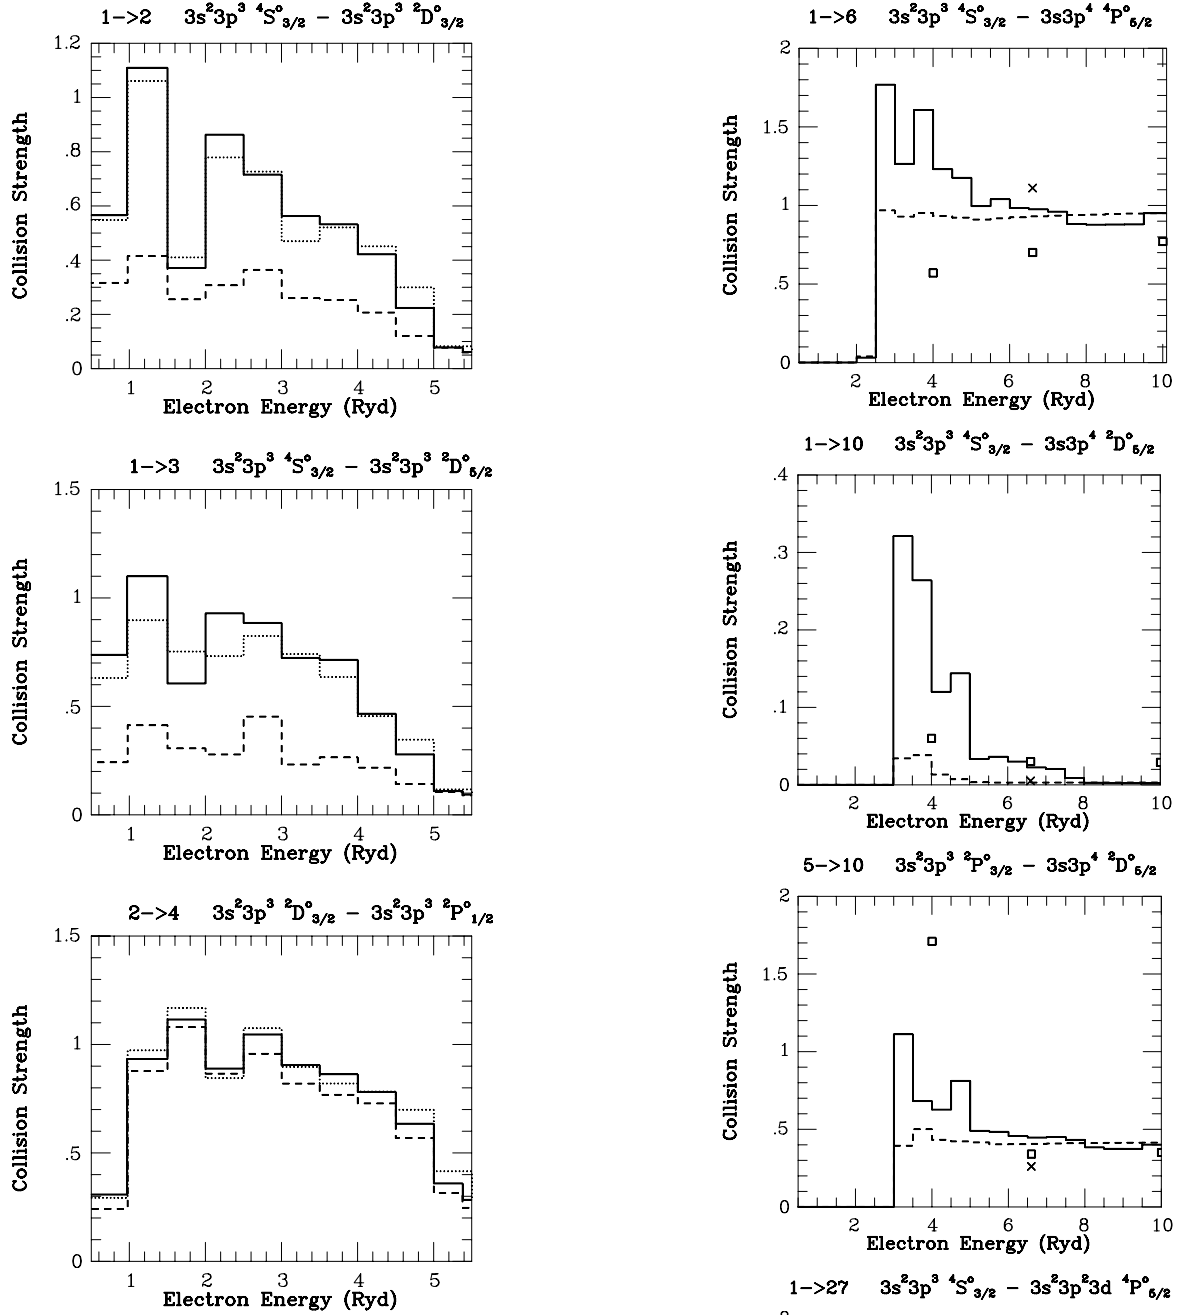 1->2 3s²3p³ ⁴S°₃/₂ - 3s²3p³ ²D°₃/₂
1.2
1
.8
.6
.4
.2
0
Collision Strength
1 2 3 4 5
Electron Energy (Ryd)
1->3 3s²3p³ ⁴S°₃/₂ - 3s²3p³ ²D°₅/₂
1.5
1
.5
0
Collision Strength
1 2 3 4 5
Electron Energy (Ryd)
2->4 3s²3p³ ²D°₃/₂ - 3s²3p³ ²P°₁/₂
1.5
1
.5
0
Collision Strength
1 2 3 4 5
Electron Energy (Ryd)
1->6 3s²3p³ ⁴S°₃/₂ - 3s3p⁴ ⁴P°₅/₂
2
1.5
1
.5
0
Collision Strength
2 4 6 8 10
Electron Energy (Ryd)
1->10 3s²3p³ ⁴S°₃/₂ - 3s3p⁴ ²D°₅/₂
.4
.3
.2
.1
0
Collision Strength
2 4 6 8 10
Electron Energy (Ryd)
5->10 3s²3p³ ²P°₃/₂ - 3s3p⁴ ²D°₅/₂
2
1.5
1
.5
0
Collision Strength
2 4 6 8 10
Electron Energy (Ryd)
1->27 3s²3p³ ⁴S°₃/₂ - 3s²3p²3d ⁴P°₅/₂